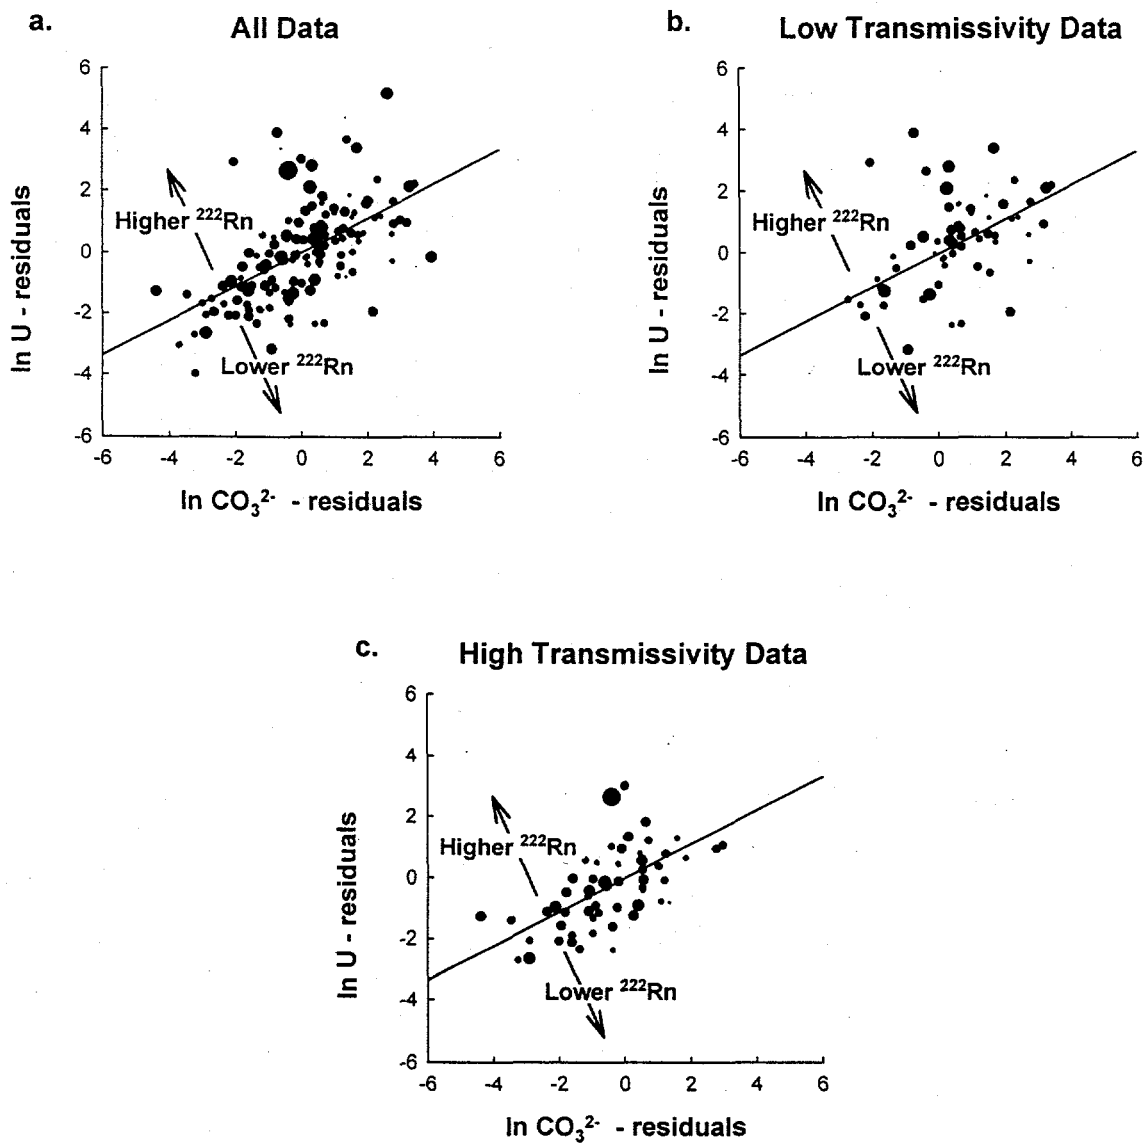 a.
All Data
6
4
2
0
-2
-4
-6
-6 -4 -2 0 2 4 6
ln U - residuals
ln CO₃²⁻ - residuals
Higher ²²²Rn
Lower ²²²Rn
b.
Low Transmissivity Data
6
4
2
0
-2
-4
-6
-6 -4 -2 0 2 4 6
ln U - residuals
ln CO₃²⁻ - residuals
Higher ²²²Rn
Lower ²²²Rn
c.
High Transmissivity Data
6
4
2
0
-2
-4
-6
-6 -4 -2 0 2 4 6
ln U - residuals
ln CO₃²⁻ - residuals
Higher ²²²Rn
Lower ²²²Rn